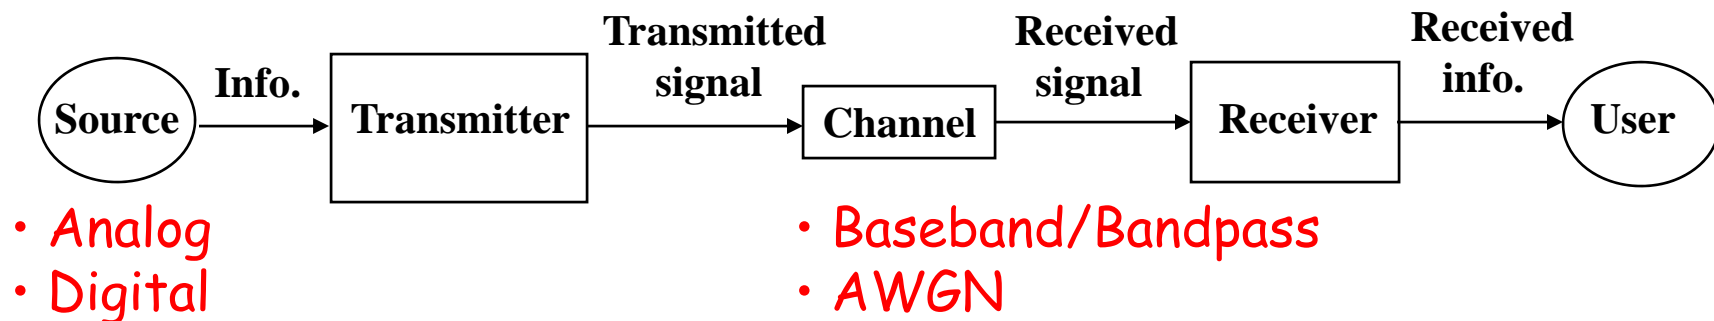 Source
Info.
Transmitter
Transmitted
signal
Channel
Received
signal
Receiver
Received
info.
User
• Analog
• Digital
• Baseband/Bandpass
• AWGN